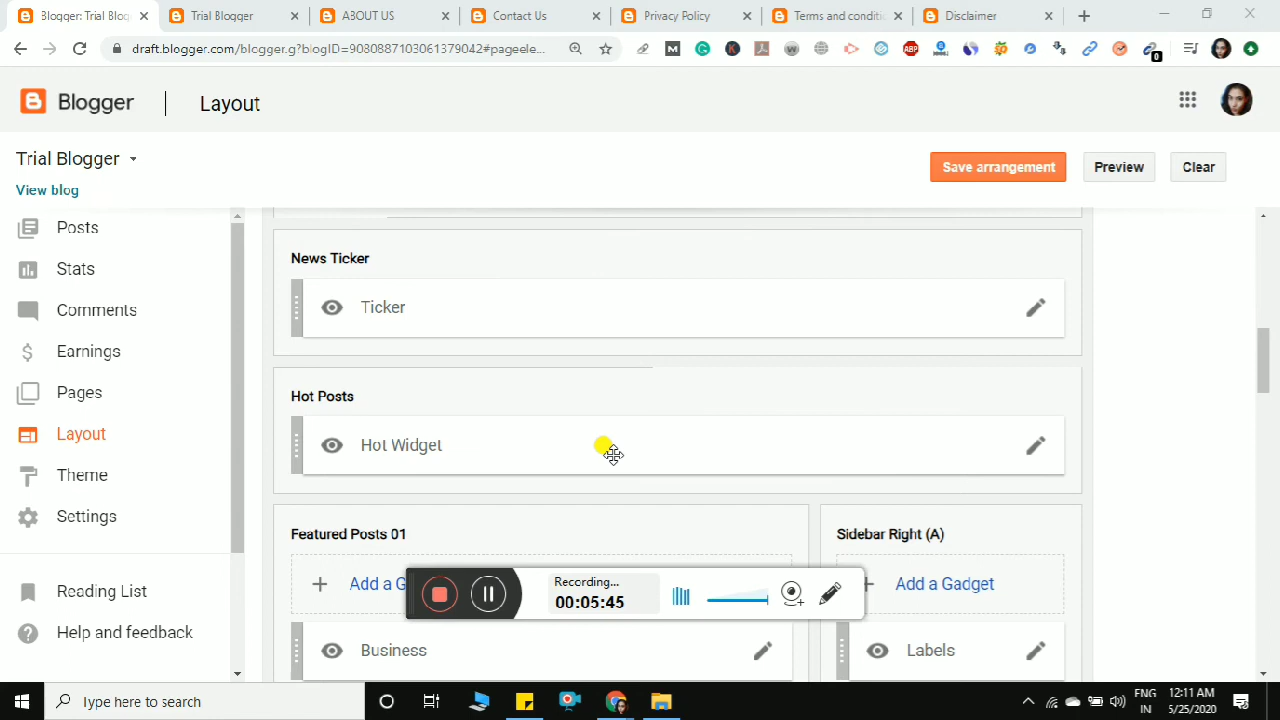 Blogger: Trial Blog
Trial Blogger
ABOUT US
Contact Us
Privacy Policy
Terms and conditi
Disclaimer
draft.blogger.com/blogger.g?blogID=9080887103061379042#pageele...
M
K
w
ABP
0
Blogger
Layout
Trial Blogger
View blog
Save arrangement
Preview
Clear
Posts
Stats
Comments
Earnings
Pages
Layout
Theme
Settings
Reading List
Help and feedback
News Ticker
Ticker
Hot Posts
Hot Widget
Featured Posts 01
Add a G
Business
Sidebar Right (A)
Add a Gadget
Labels
Recording...
00:05:45
Type here to search
ENG
IN
12:11 AM
5/25/2020